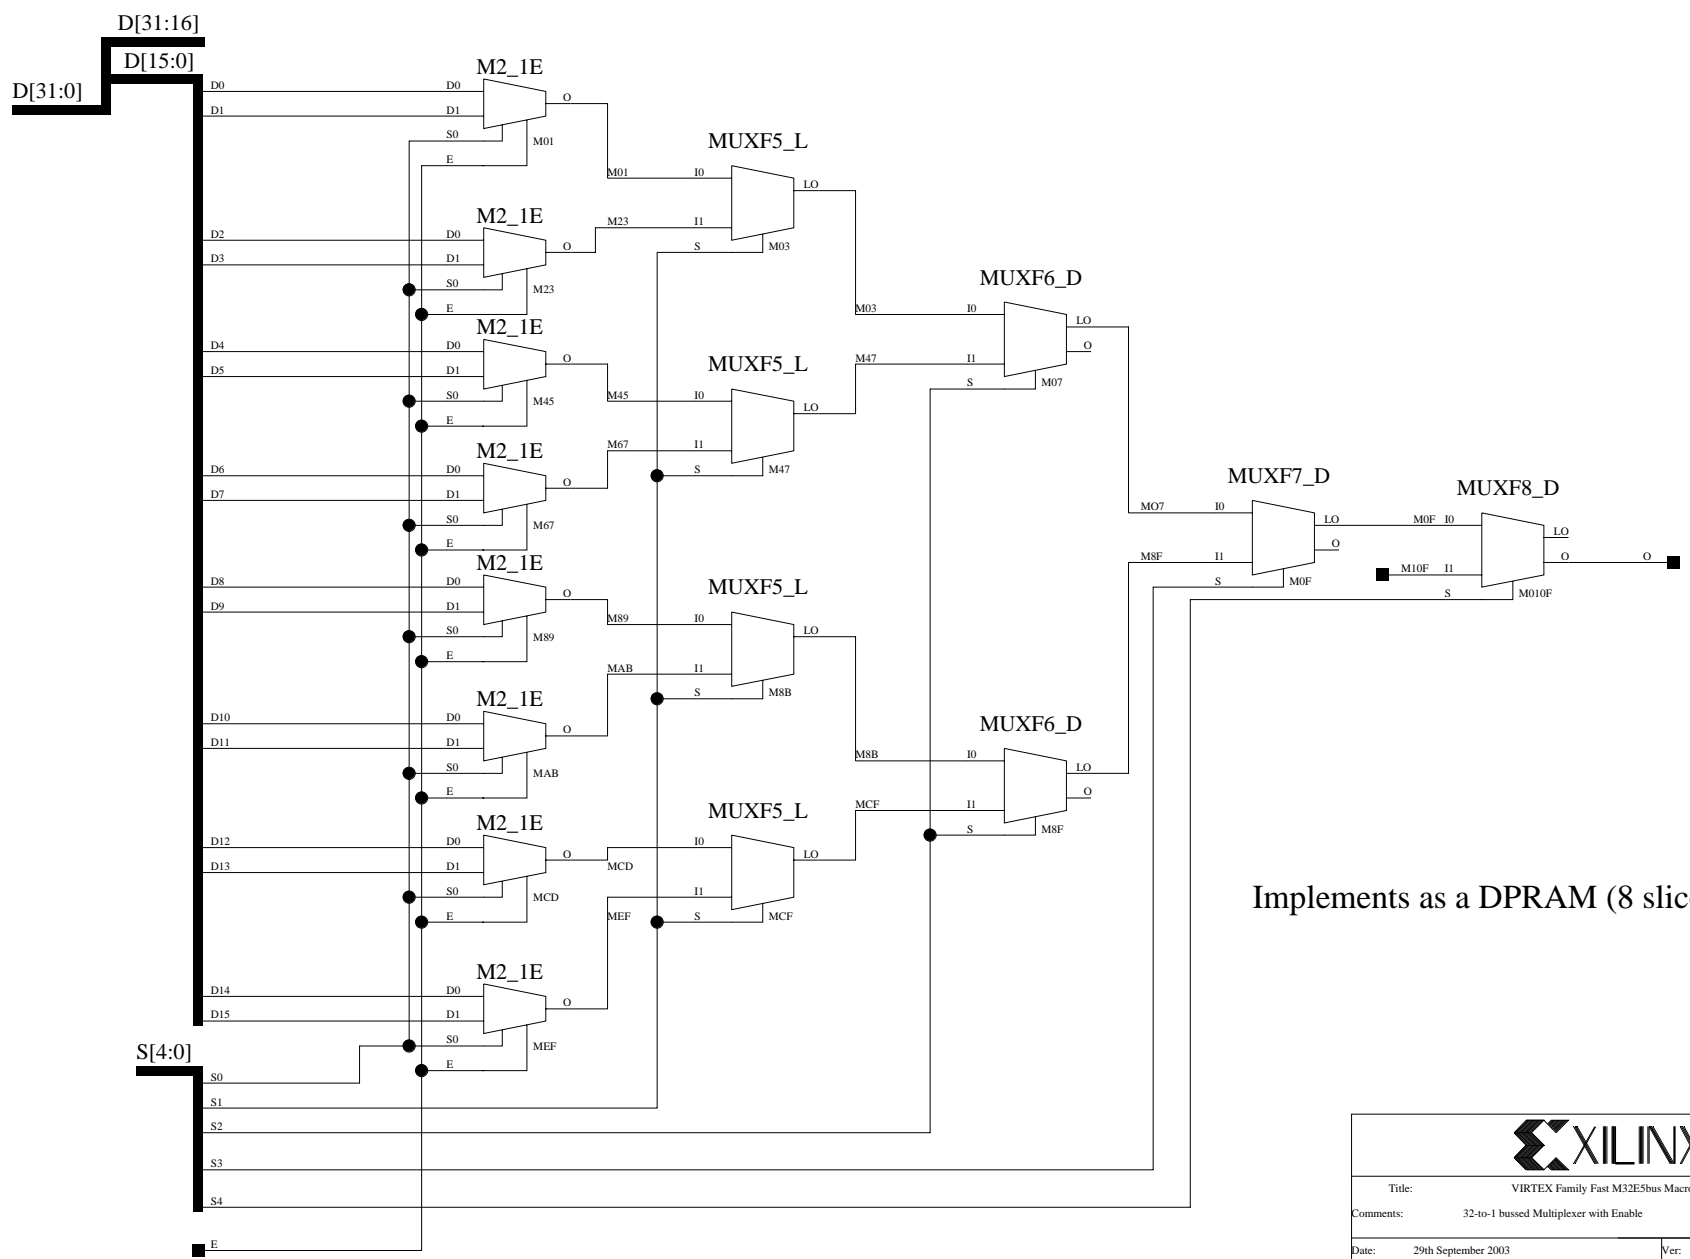 D[31:16]
D[15:0]
D[31:0]
M2_1E
D0 D0 O
D1 D1
S0 M01
E
MUXF5_L
M01 I0 LO
M2_1E
D2 D0 O M23 I1
D3 D1 S M03
S0 M23
E
MUXF6_D
M03 I0 LO
O
M2_1E
D4 D0 O
D5 D1
S0 M45
E
MUXF5_L
M45 I0 LO M47 I1
S M07
M2_1E
D6 D0 O M67 I1
D7 D1 S M47
S0 M67
E
MUXF7_D
MO7 I0 LO
O
M8F I1
S M0F
MUXF8_D
M0F I0 LO
O O
M10F I1
S M010F
M2_1E
D8 D0 O
D9 D1
S0 M89
E
MUXF5_L
M89 I0 LO
MAB I1
S M8B
M2_1E
D10 D0 O
D11 D1
S0 MAB
E
MUXF6_D
M8B I0 LO
O
MCF I1
S M8F
M2_1E
D12 D0 O
D13 D1
S0 MCD
E
MUXF5_L
MCD I0 LO
MEF I1
S MCF
Implements as a DPRAM (8
M2_1E
D14 D0 O
D15 D1
S0 MEF
E
S[4:0]
S0
S1
S2
S3
S4
E
XILINX
Title: VIRTEX Family Fast M32E5bus Macro
Comments: 32-to-1 bussed Multiplexer with Enable
Date: 29th September 2003 Ver: